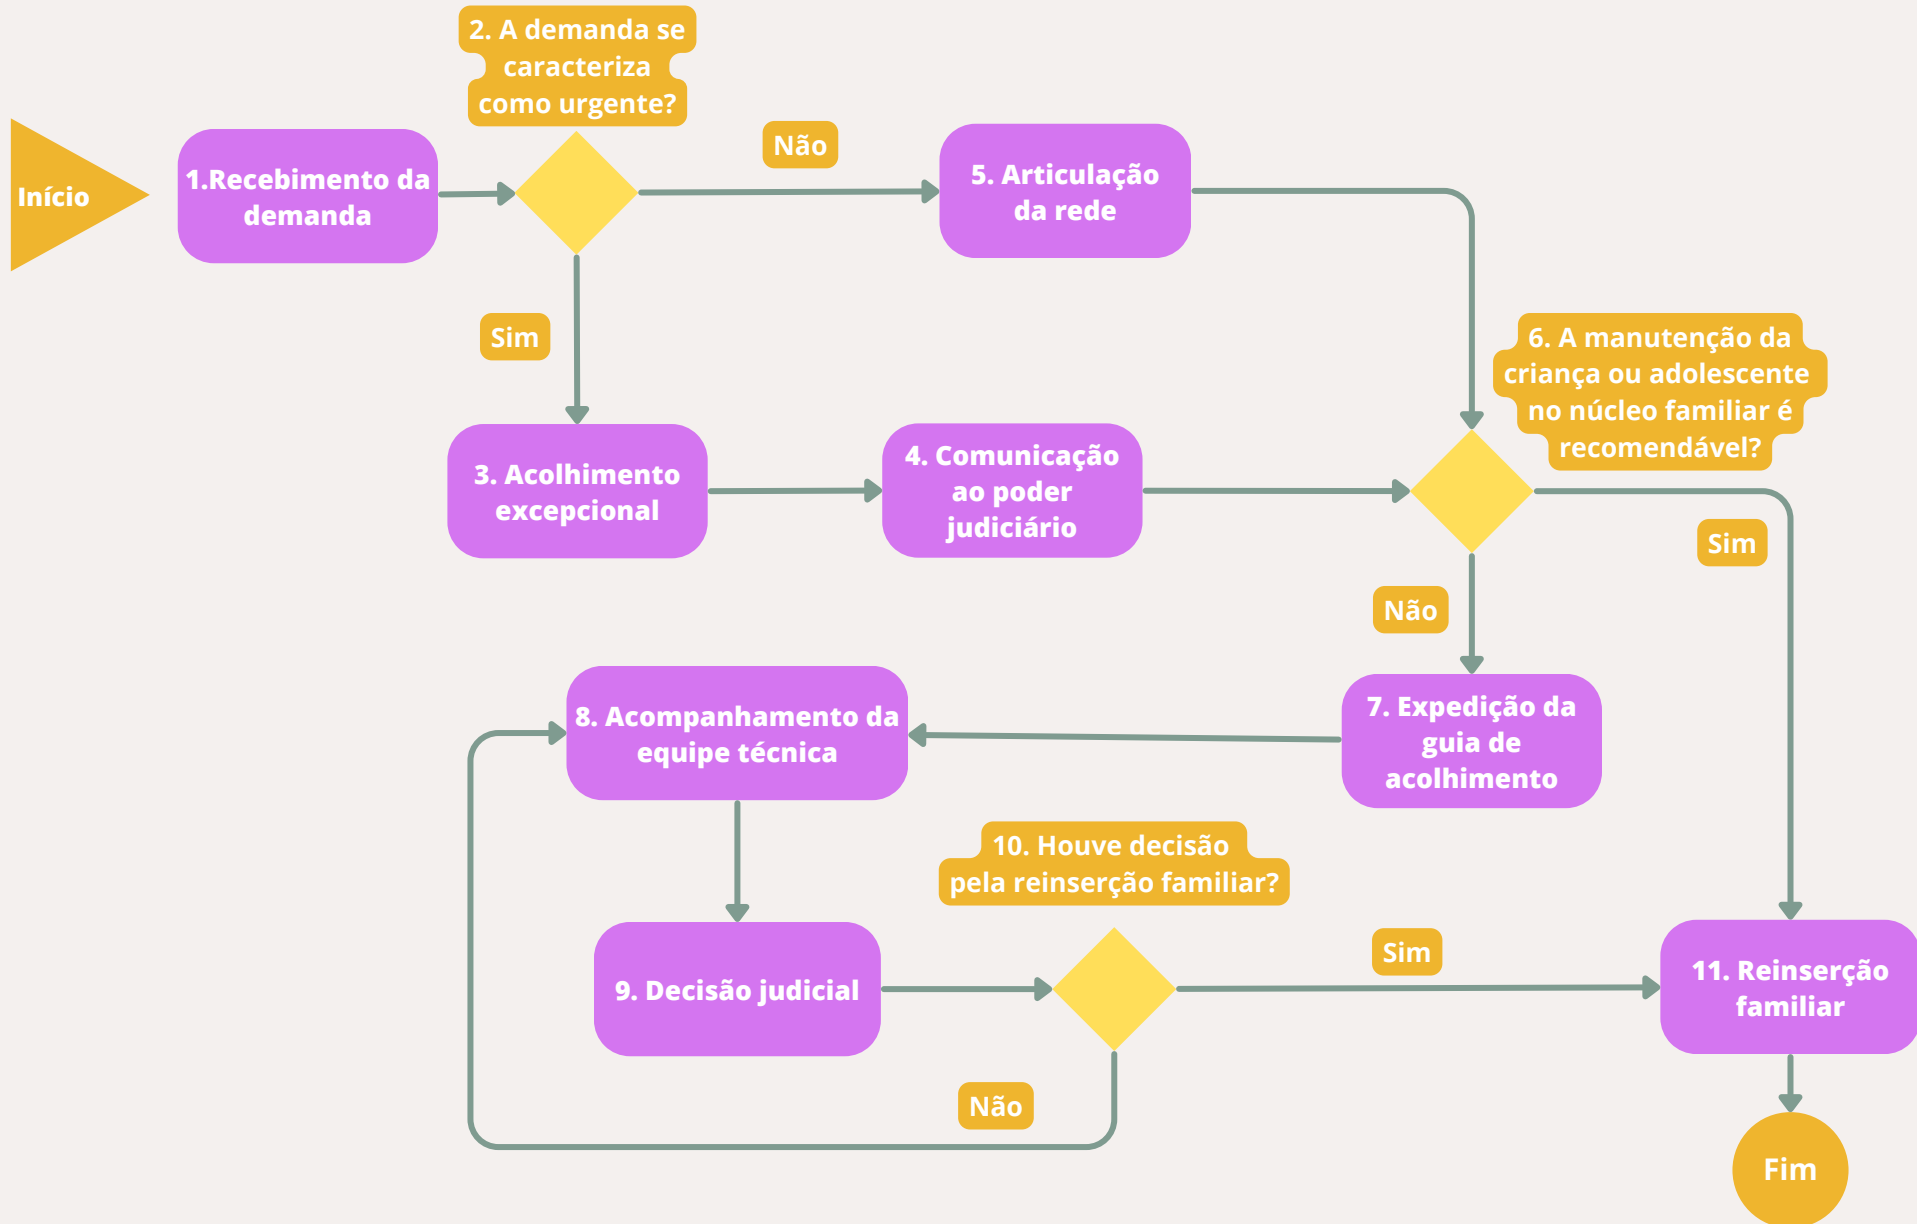 Início
1.Recebimento da
demanda
2. A demanda se
caracteriza
como urgente?
Não
Sim
5. Articulação
da rede
3. Acolhimento
excepcional
4. Comunicação
ao poder
judiciário
6. A manutenção da
criança ou adolescente
no núcleo familiar é
recomendável?
Sim
Não
7. Expedição da
guia de
acolhimento
8. Acompanhamento da
equipe técnica
9. Decisão judicial
10. Houve decisão
pela reinserção familiar?
Sim
Não
11. Reinserção
familiar
Fim